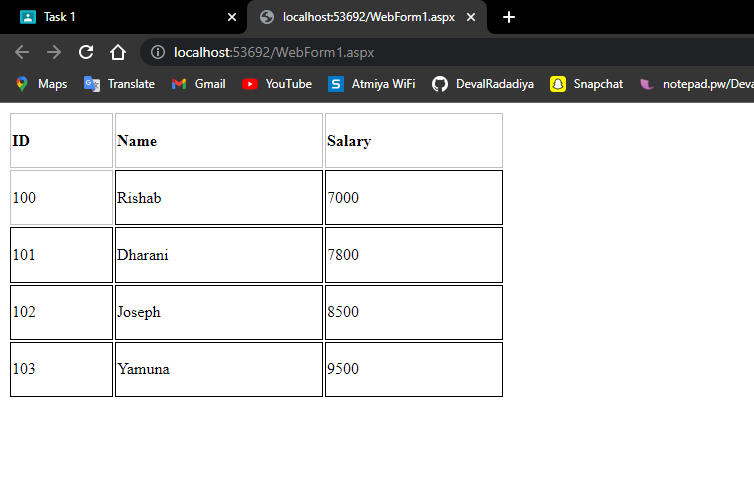 Task 1
localhost:53692/WebForm1.aspx
localhost:53692/WebForm1.aspx
Maps Translate Gmail YouTube Atmiya WiFi DevalRadadiya Snapchat notepad.pw/Deva
ID Name Salary
100 Rishab 7000
101 Dharani 7800
102 Joseph 8500
103 Yamuna 9500